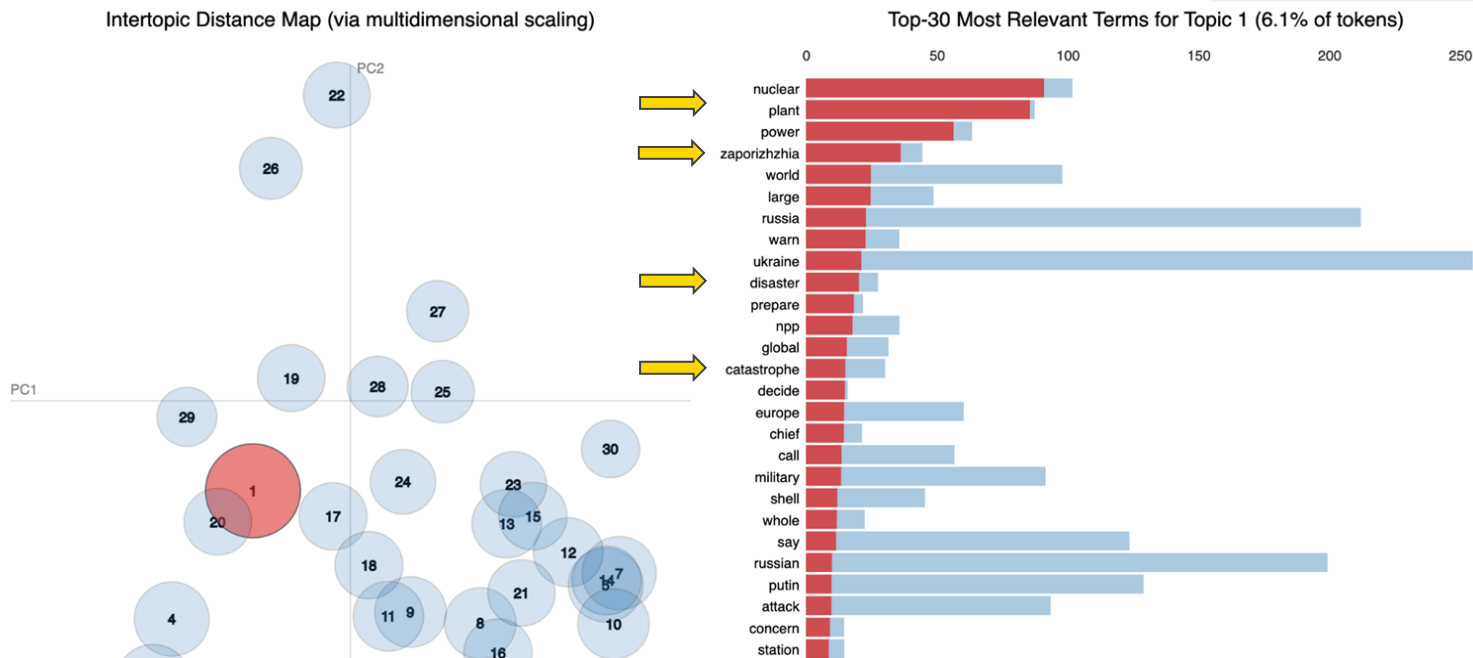 Intertopic Distance Map (via multidimensional scaling)
PC2
PC1
22
26
27
19
28
25
29
30
1
24
23
20
17
13
15
12
18
14
7
5
21
4
11
9
8
10
16
Top-30 Most Relevant Terms for Topic 1 (6.1% of tokens)
0 50 100 150 200 250
nuclear
plant
power
zaporizhzhia
world
large
russia
warn
ukraine
disaster
prepare
npp
global
catastrophe
decide
europe
chief
call
military
shell
whole
say
russian
putin
attack
concern
station